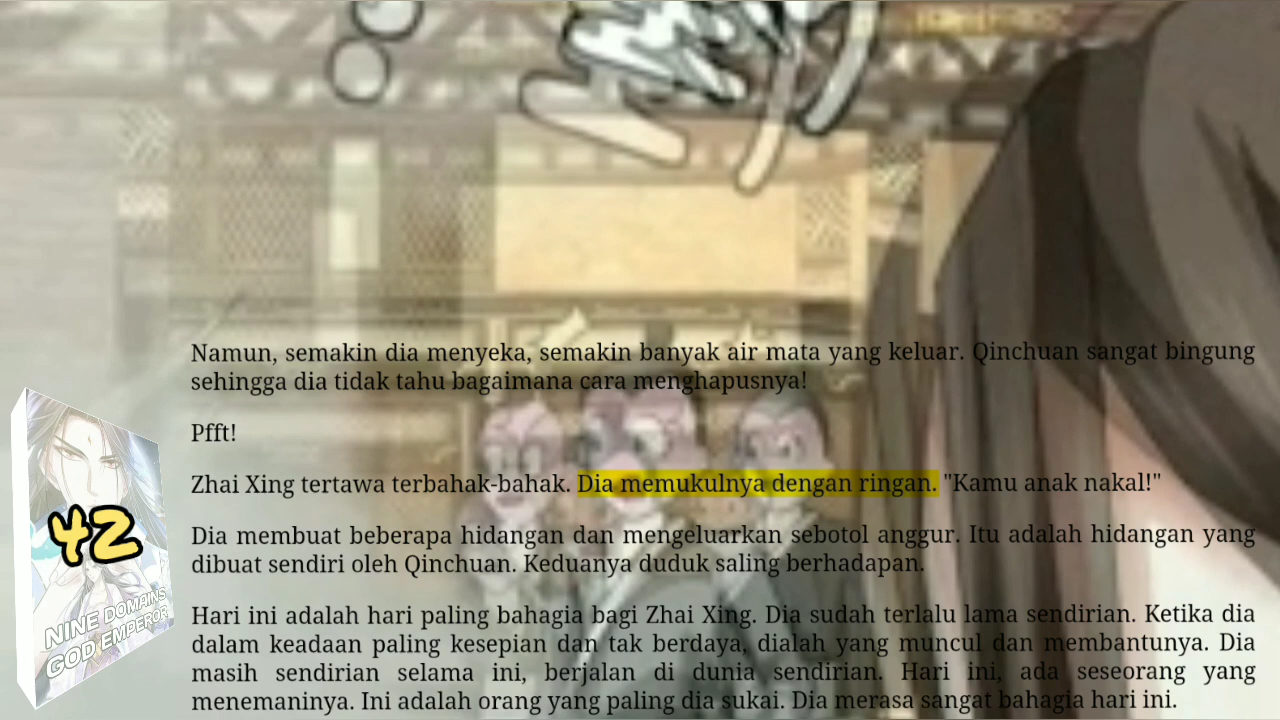 Namun, semakin dia menyeka, semakin banyak air mata yang keluar. Qinchuan sangat bingung
sehingga dia tidak tahu bagaimana cara menghapusnya!
Pfft!
Zhai Xing tertawa terbahak-bahak. Dia memukulnya dengan ringan. "Kamu anak nakal!"
Dia membuat beberapa hidangan dan mengeluarkan sebotol anggur. Itu adalah hidangan yang
dibuat sendiri oleh Qinchuan. Keduanya duduk saling berhadapan.
Hari ini adalah hari paling bahagia bagi Zhai Xing. Dia sudah terlalu lama sendirian. Ketika dia
dalam keadaan paling kesepian dan tak berdaya, dialah yang muncul dan membantunya. Dia
masih sendirian selama ini, berjalan di dunia sendirian. Hari ini, ada seseorang yang
menemaninya. Ini adalah orang yang paling dia sukai. Dia merasa sangat bahagia hari ini.
42
NINE DOMAINS
GOD EMPEROR